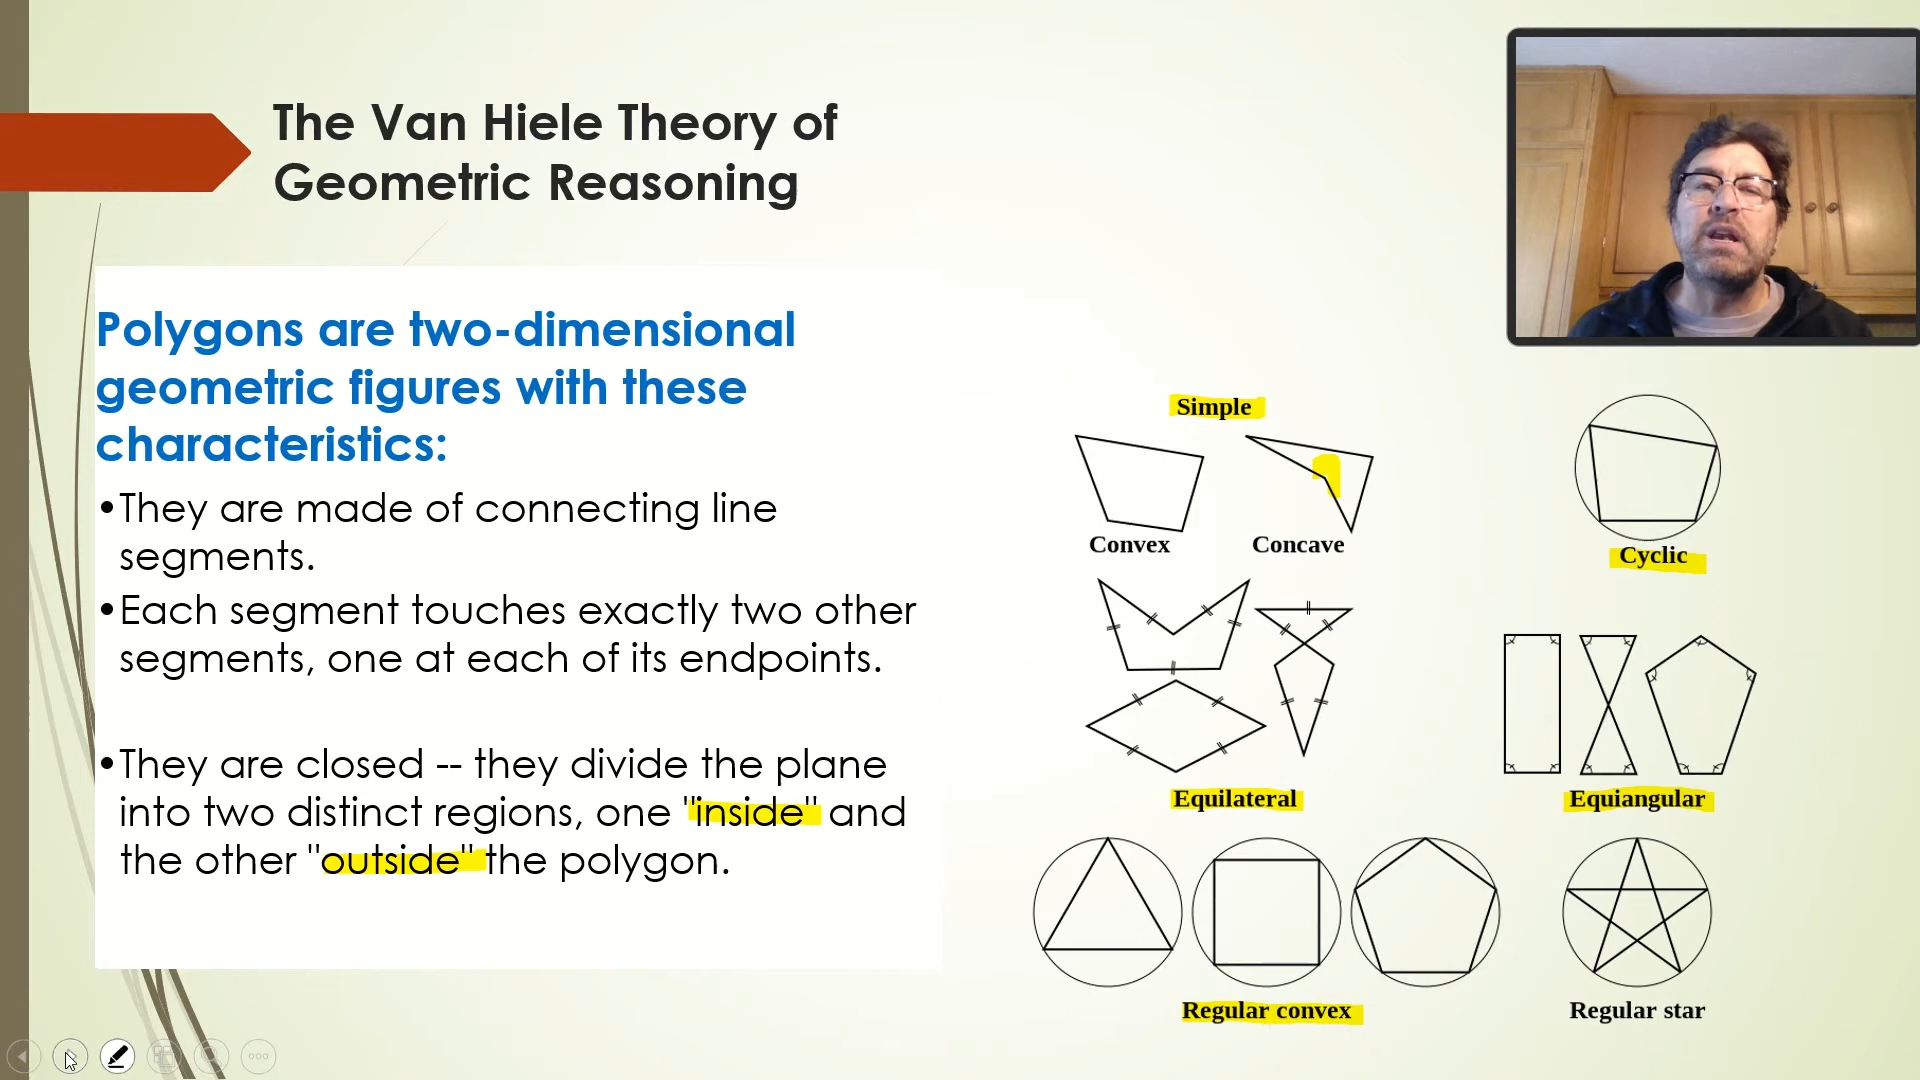 The Van Hiele Theory of
Geometric Reasoning
Polygons are two-dimensional
geometric figures with these
characteristics:
•They are made of connecting line
segments.
•Each segment touches exactly two other
segments, one at each of its endpoints.
•They are closed -- they divide the plane
into two distinct regions, one "inside" and
the other "outside" the polygon.
Simple
Convex
Concave
Cyclic
Equilateral
Equiangular
Regular convex
Regular star